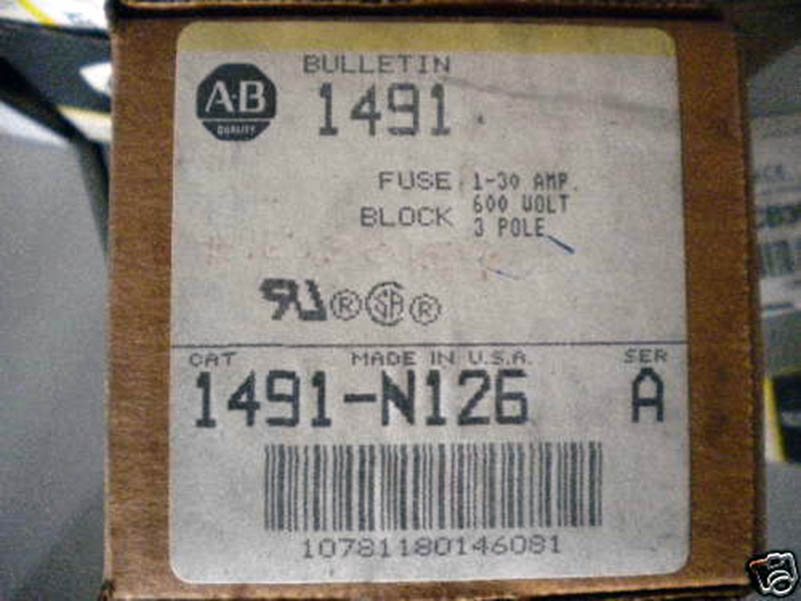 BULLETIN
A-B
QUALITY
1491
FUSE 1-30 AMP.
600 VOLT
BLOCK
3 POLE
CAT MADE IN U.S.A. SER
1491-N126 A
10781180146081